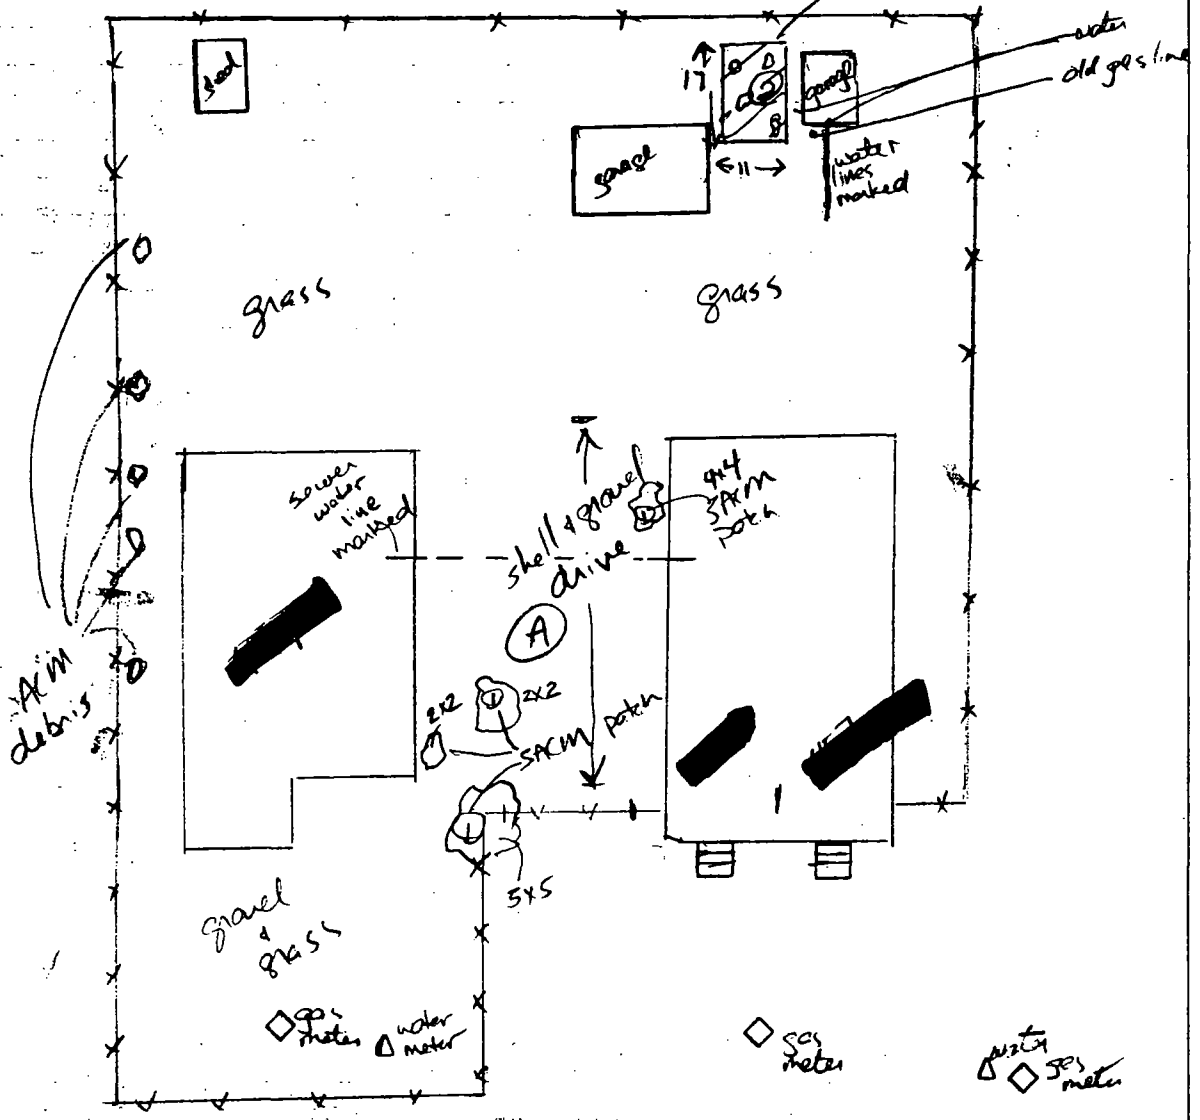 shed
17
garage
water
old gas line
garage
11
water
lines
marked
grass
grass
sewer
water
line
marked
shell & gravel
drive
4x4
SACM
patch
A
ACM
debris
2x2
2x2
SACM patch
5x5
gravel
&
grass
gas
meter
water
meter
gas
meter
water
gas
meter